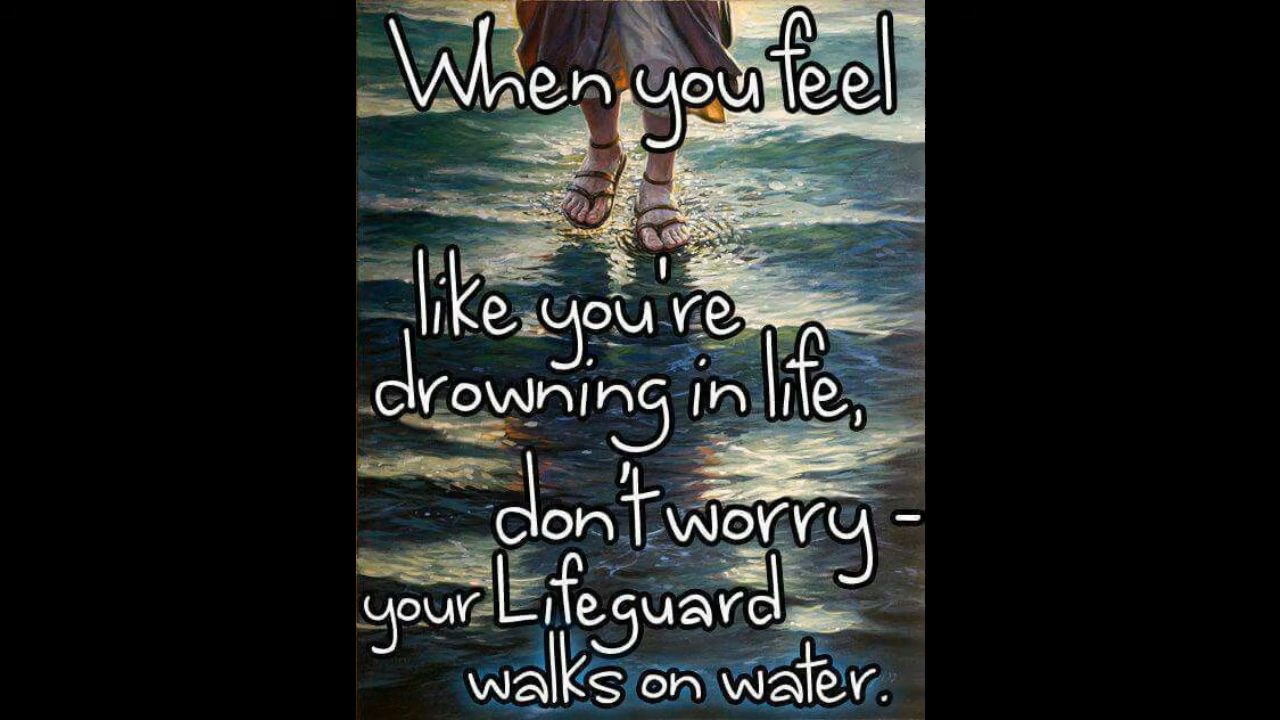 When you feel
like you're
drowning in life,
don't worry -
your Lifeguard
walks on water.